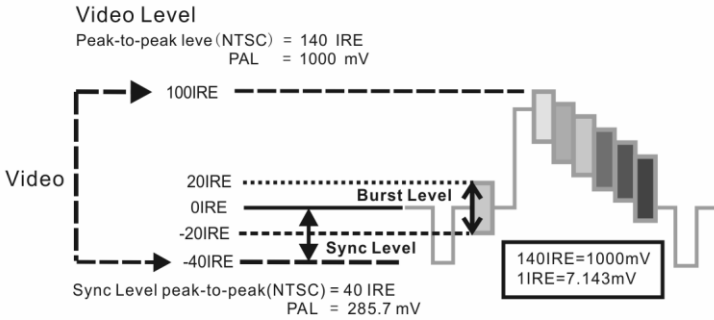 Video Level
Peak-to-peak leve(NTSC) = 140 IRE
PAL = 1000 mV
100IRE
Video
20IRE
Burst Level
0IRE
-20IRE
Sync Level
-40IRE
140IRE=1000mV
1IRE=7.143mV
Sync Level peak-to-peak(NTSC) = 40 IRE
PAL = 285.7 mV